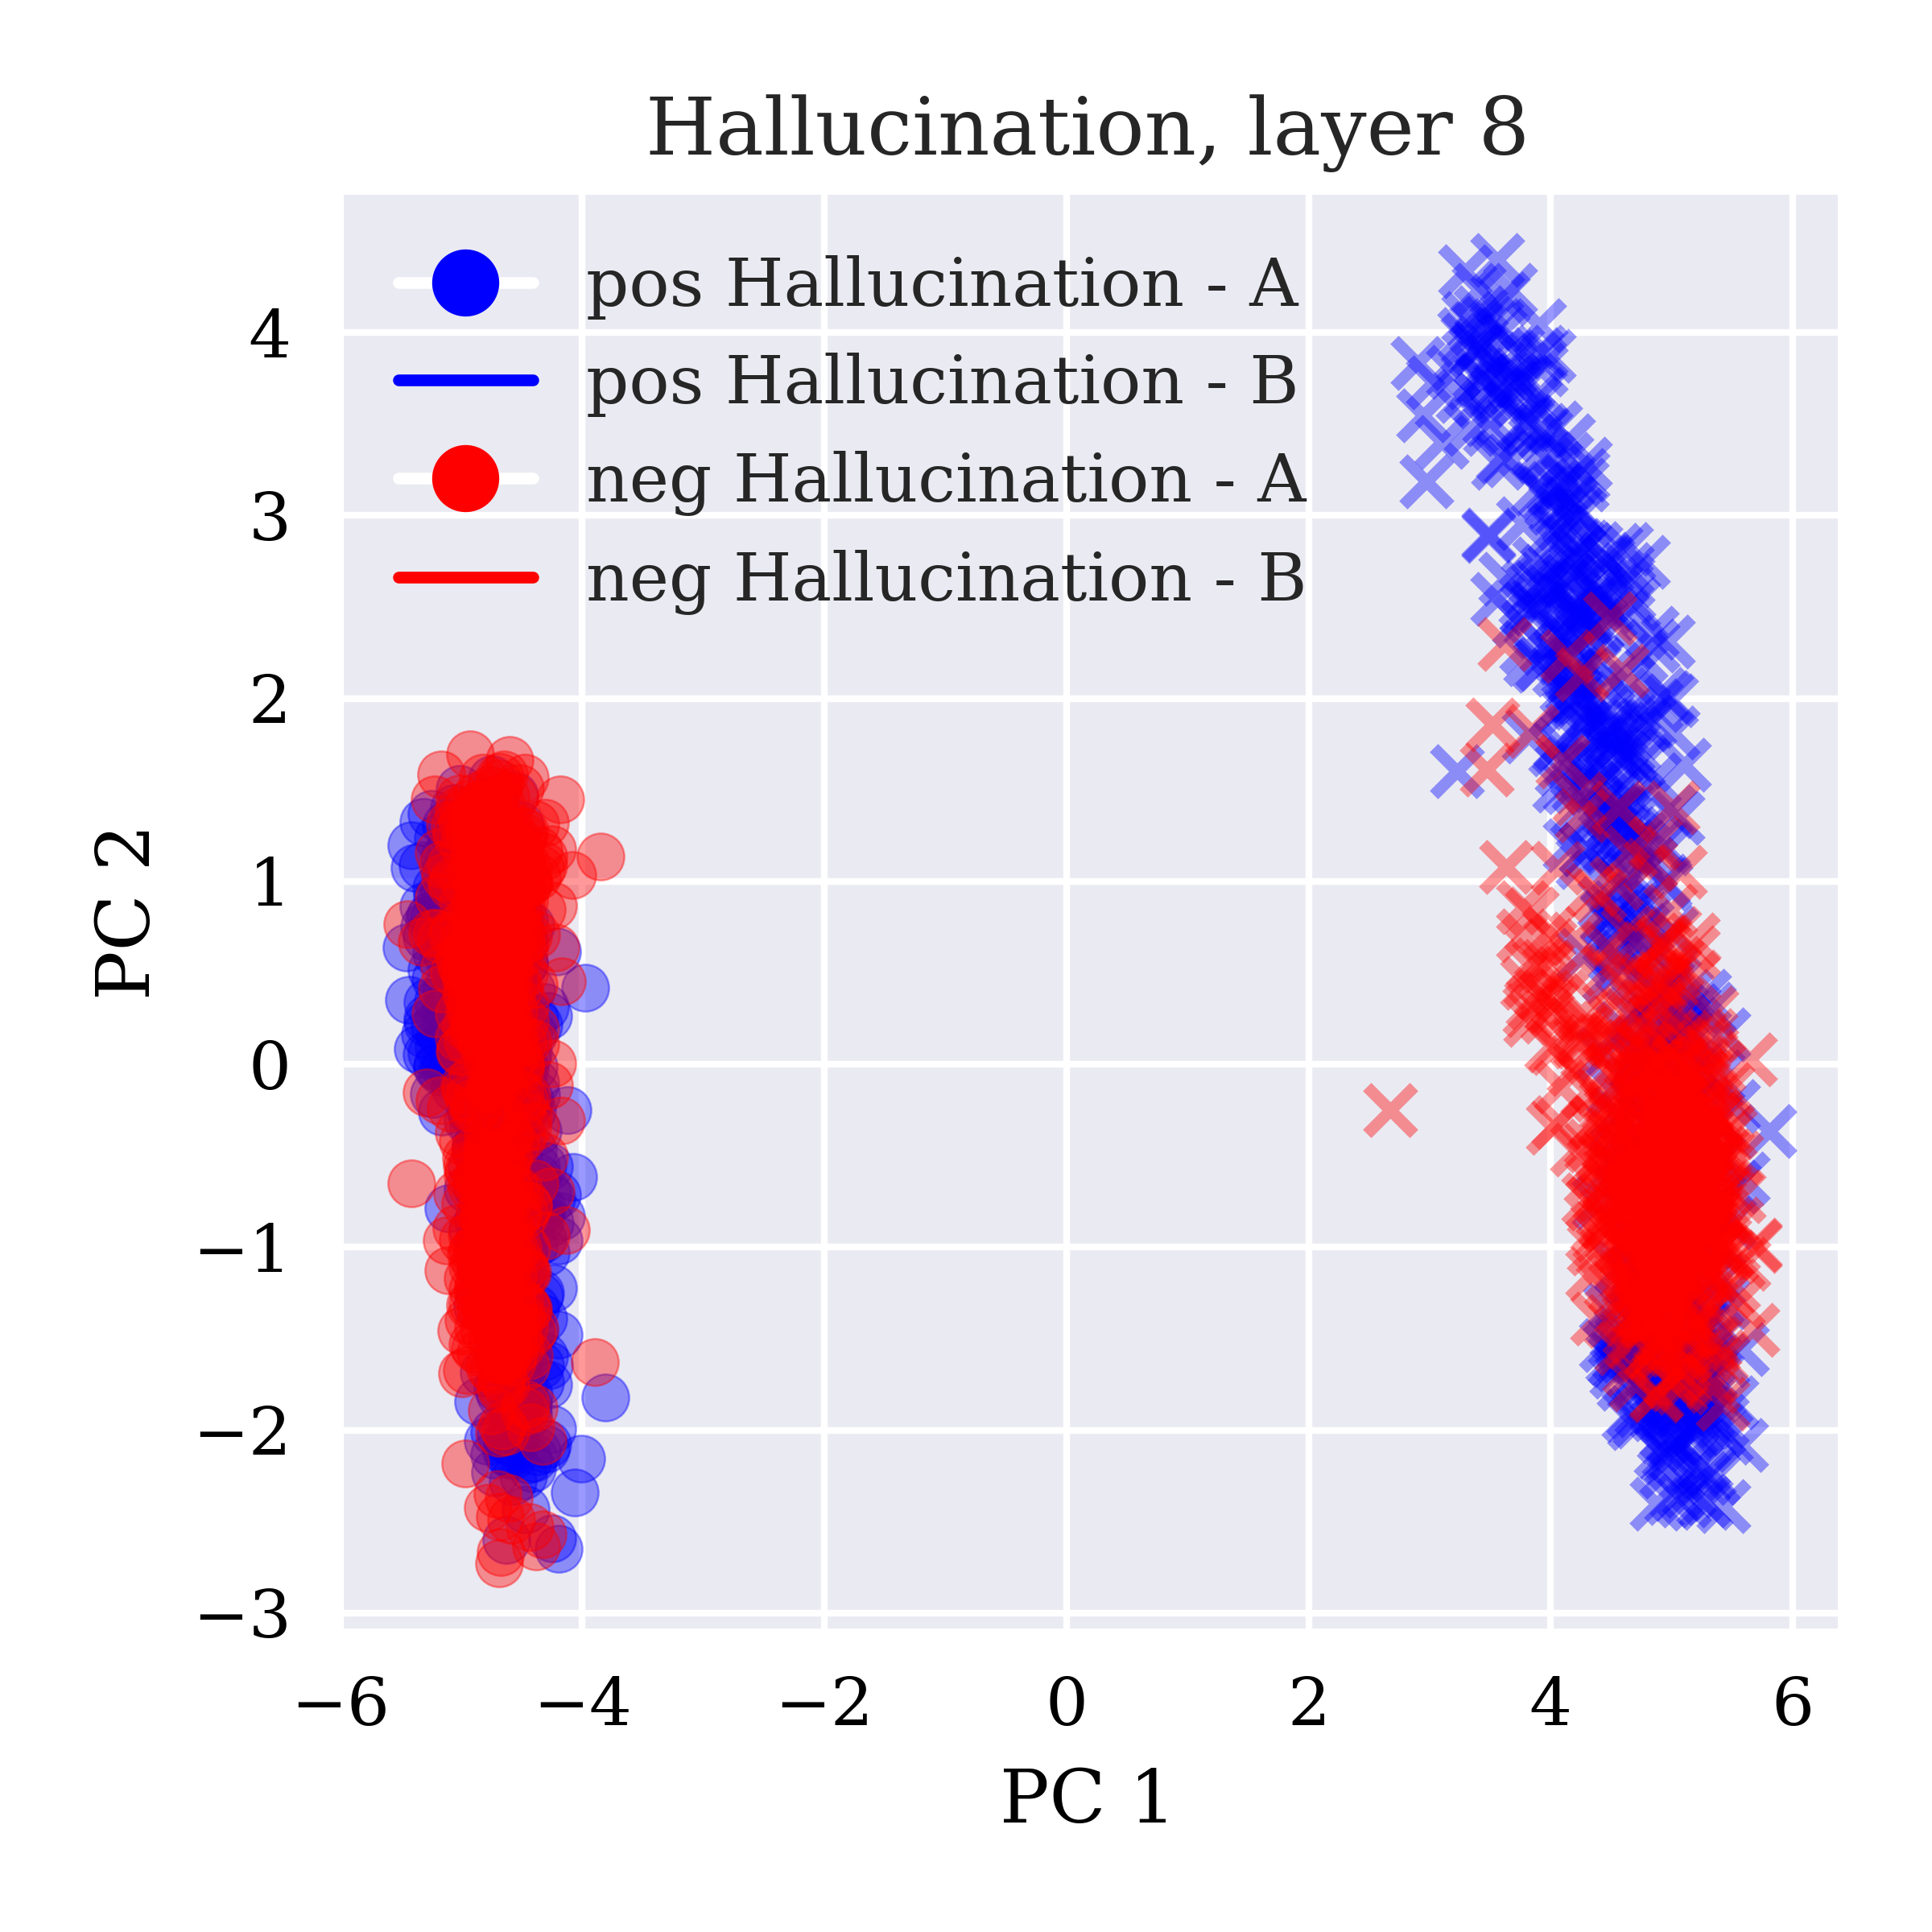 Hallucination, layer 8
pos Hallucination - A
pos Hallucination - B
neg Hallucination - A
neg Hallucination - B
4
3
2
1
0
−1
−2
−3
PC 2
−6 −4 −2 0 2 4 6
PC 1